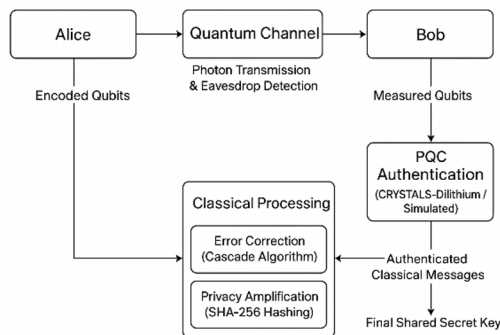 Alice
Quantum Channel
Bob
Photon Transmission
& Eavesdrop Detection
Encoded Qubits
Measured Qubits
PQC
Authentication
(CRYSTALS-Dilithium /
Simulated)
Classical Processing
Error Correction
(Cascade Algorithm)
Privacy Amplification
(SHA-256 Hashing)
Authenticated
Classical Messages
Final Shared Secret Key